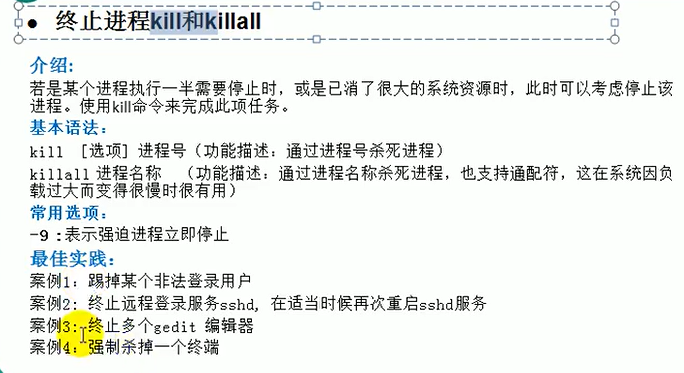 ● 终止进程kill和killall
介绍:
若是某个进程执行一半需要停止时，或是已消了很大的系统资源时，此时可以考虑停止该
进程。使用kill命令来完成此项任务。
基本语法：
kill [选项] 进程号（功能描述：通过进程号杀死进程）
killall 进程名称 （功能描述：通过进程名称杀死进程，也支持通配符，这在系统因负
载过大而变得很慢时很有用）
常用选项：
-9 :表示强迫进程立即停止
最佳实践：
案例1：踢掉某个非法登录用户
案例2: 终止远程登录服务sshd, 在适当时候再次重启sshd服务
案例3: 终止多个gedit 编辑器
案例4：强制杀掉一个终端